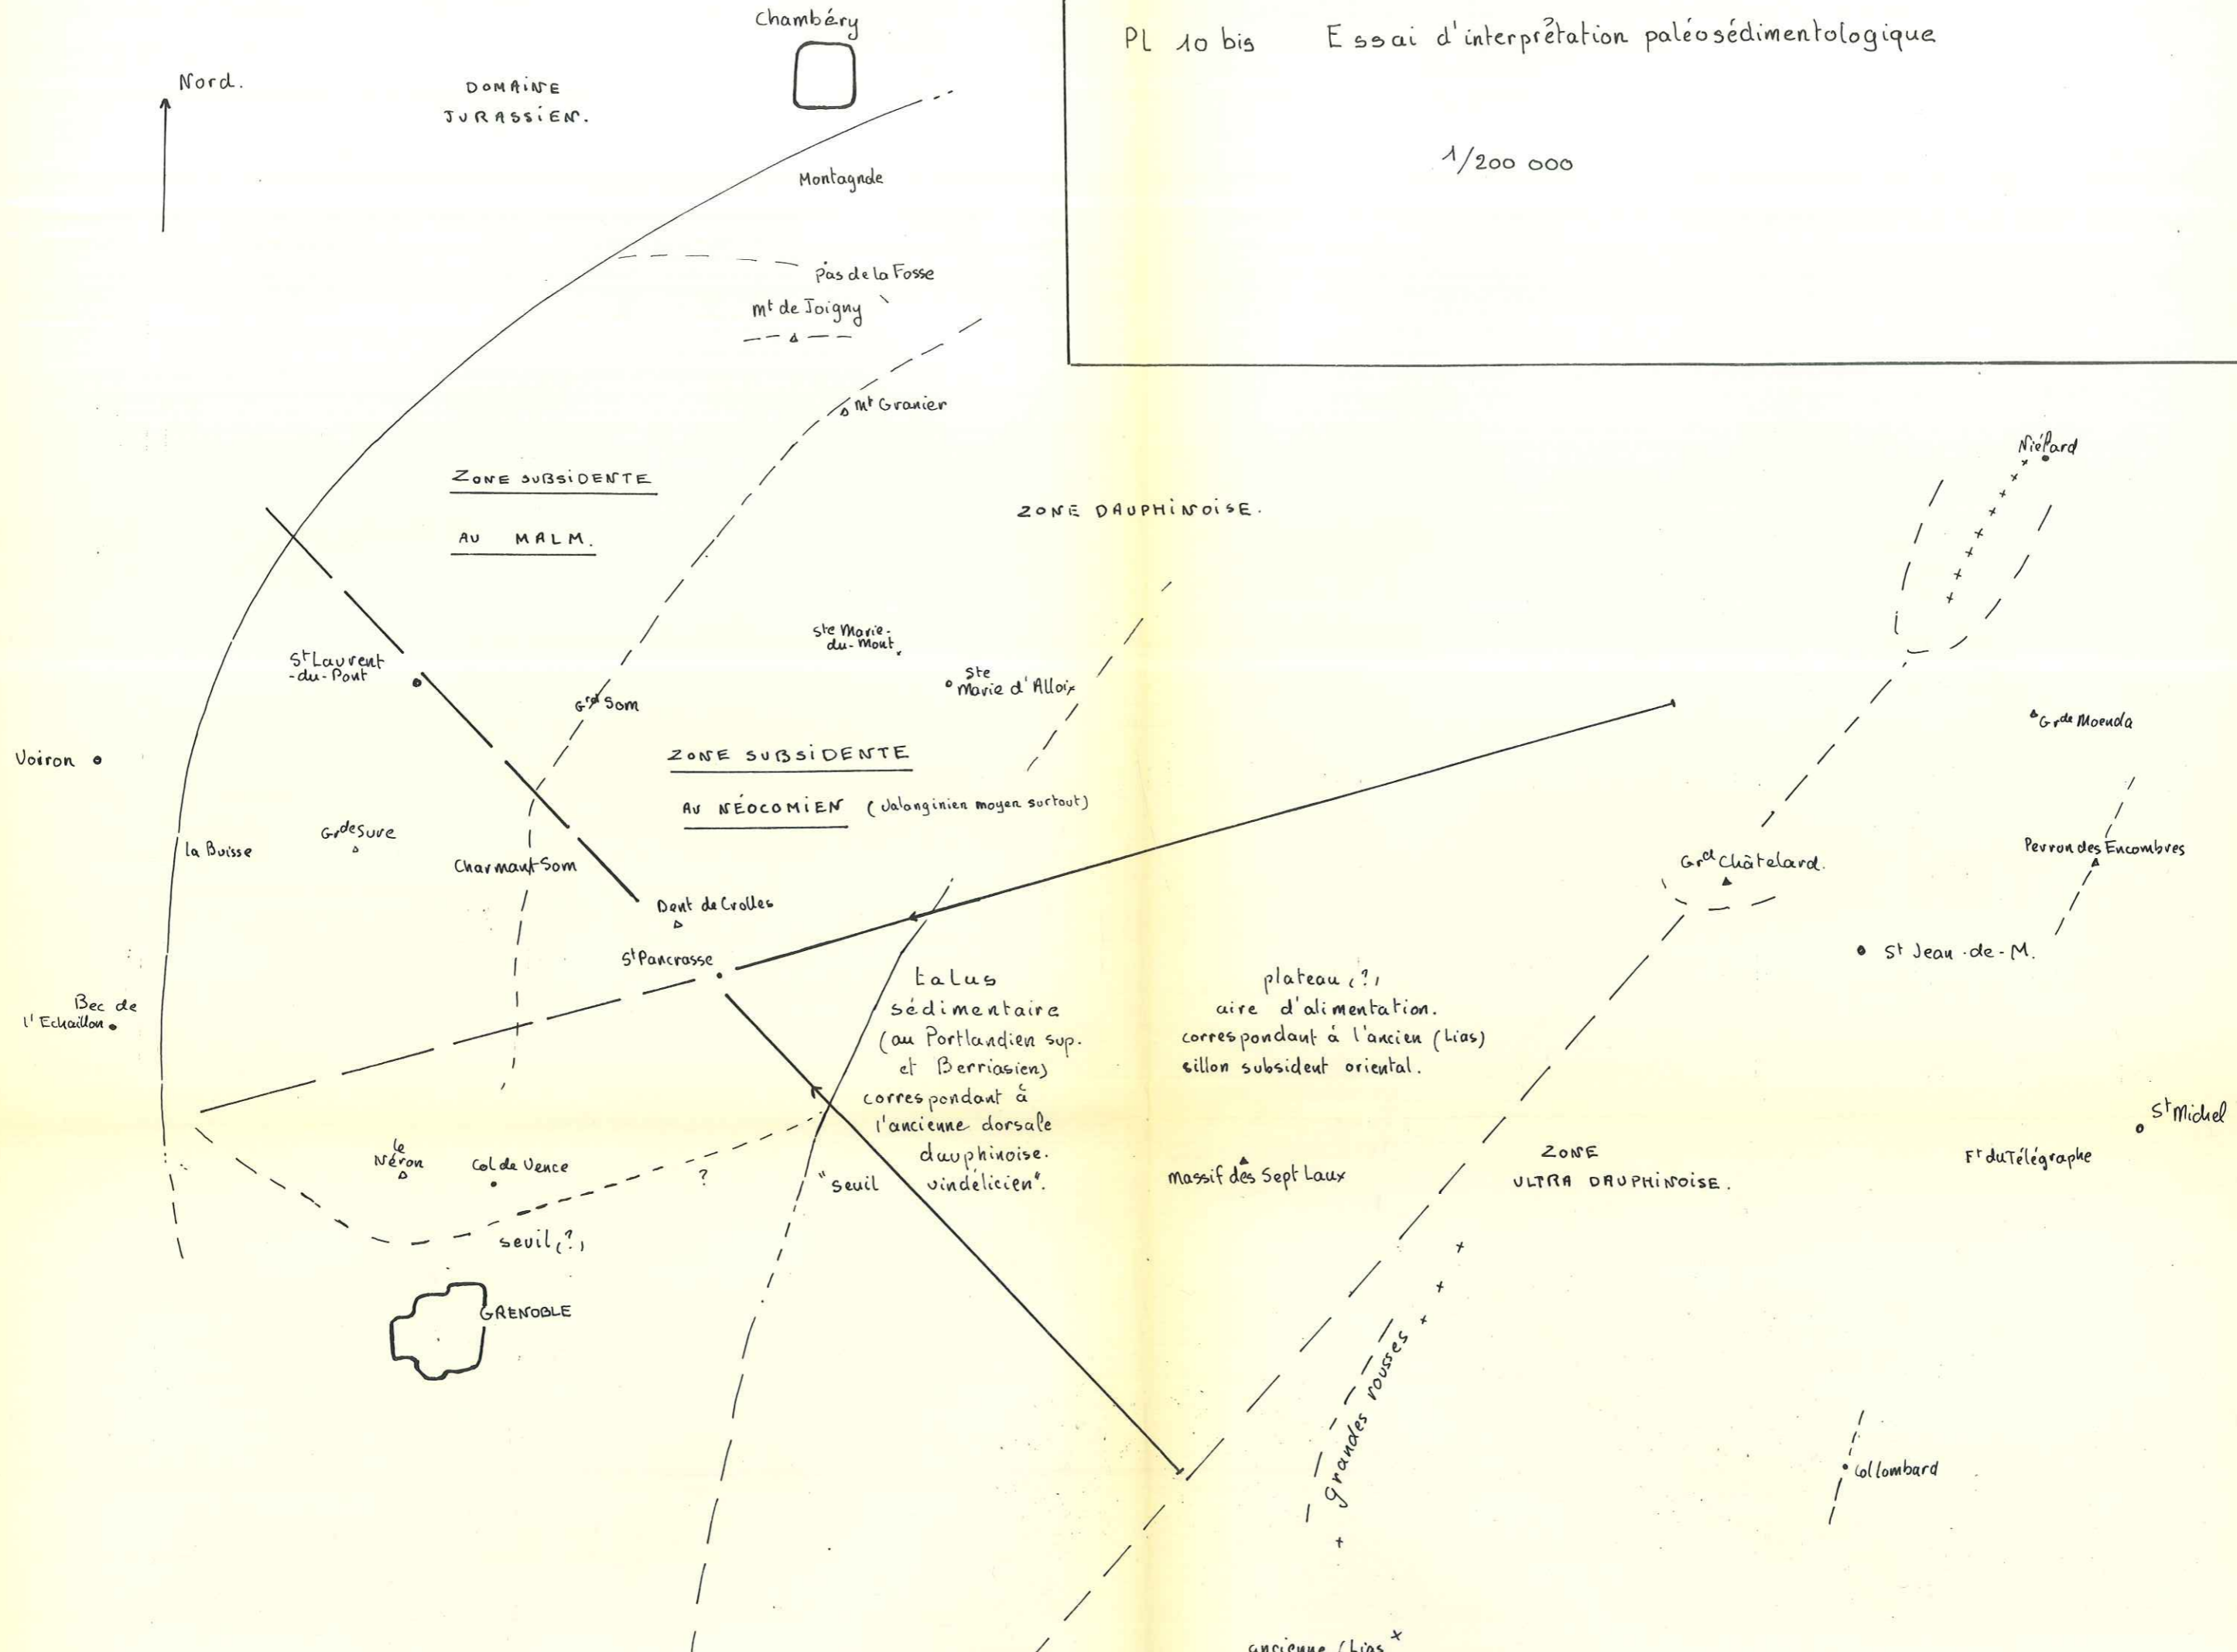 Chambéry
PL 10 bis Essai d'interprêtation paléosédimentologique
Nord.
DOMAINE
JURASSIEN.
1/200 000
Montagnole
pas de la Fosse
mt de Joigny
mt Granier
Niélard
ZONE SUBSIDENTE
AU MALM.
ZONE DAUPHINOISE.
St Laurent
-du-Pont
Ste Marie-
du-Mont
Ste
Marie d'Alloix
Grd Som
Grde Moenda
Voiron
ZONE SUBSIDENTE
AU NÉOCOMIEN (Valanginien moyen surtout)
la Buisse
Grde Sure
Charmant Som
Grd Châtelard.
Perron des Encombres
Dent de Crolles
St Pancrasse
St Jean-de-M.
Bec de
l'Echaillon
talus
sédimentaire
(au Portlandien sup.
et Berriasien)
correspondant à
l'ancienne dorsale
dauphinoise.
"seuil vindélicien".
plateau (?)
aire d'alimentation.
correspondant à l'ancien (Lias)
sillon subsident oriental.
le
Néron
Col de Vence
?
seuil (?)
massif des Sept Laux
ZONE
ULTRA DAUPHINOISE.
St Michel
Ft du Télégraphe
GRENOBLE
grandes rousses
Collombard
ancienne (Lias